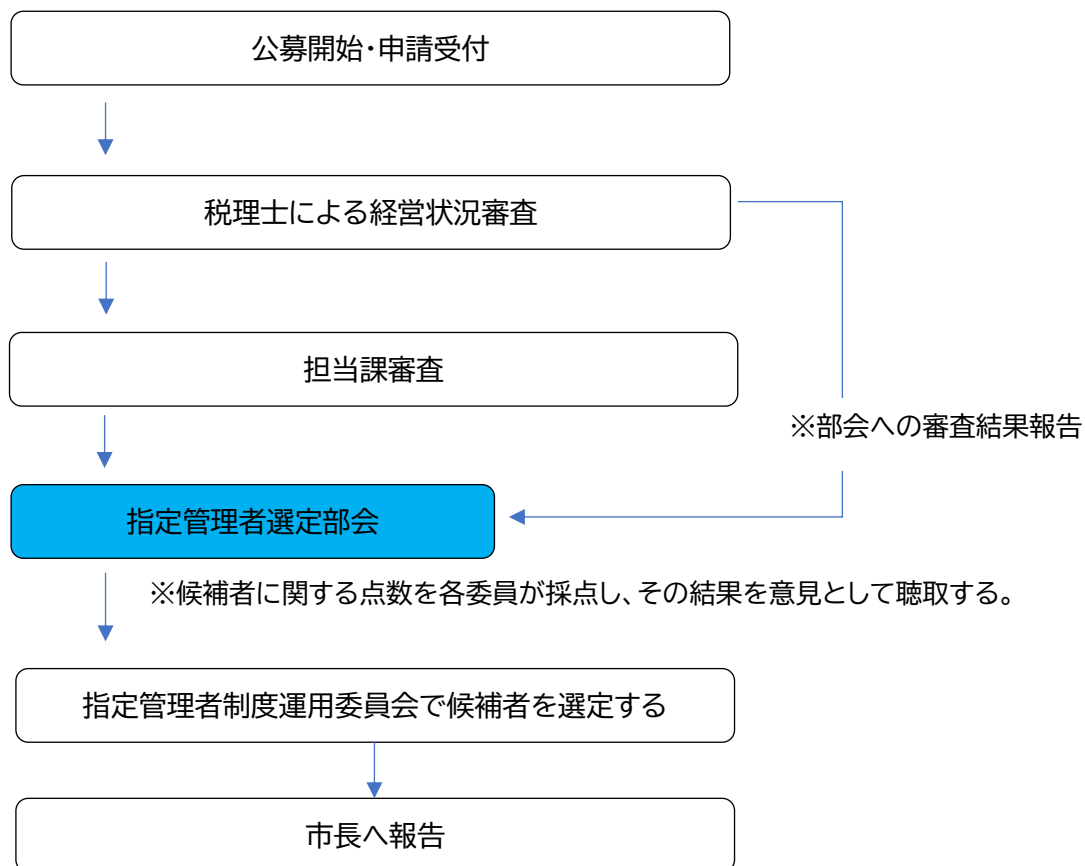 公募開始・申請受付
税理士による経営状況審査
担当課審査
※部会への審査結果報告
指定管理者選定部会
※候補者に関する点数を各委員が採点し、その結果を意見として聴取する。
指定管理者制度運用委員会で候補者を選定する
市長へ報告